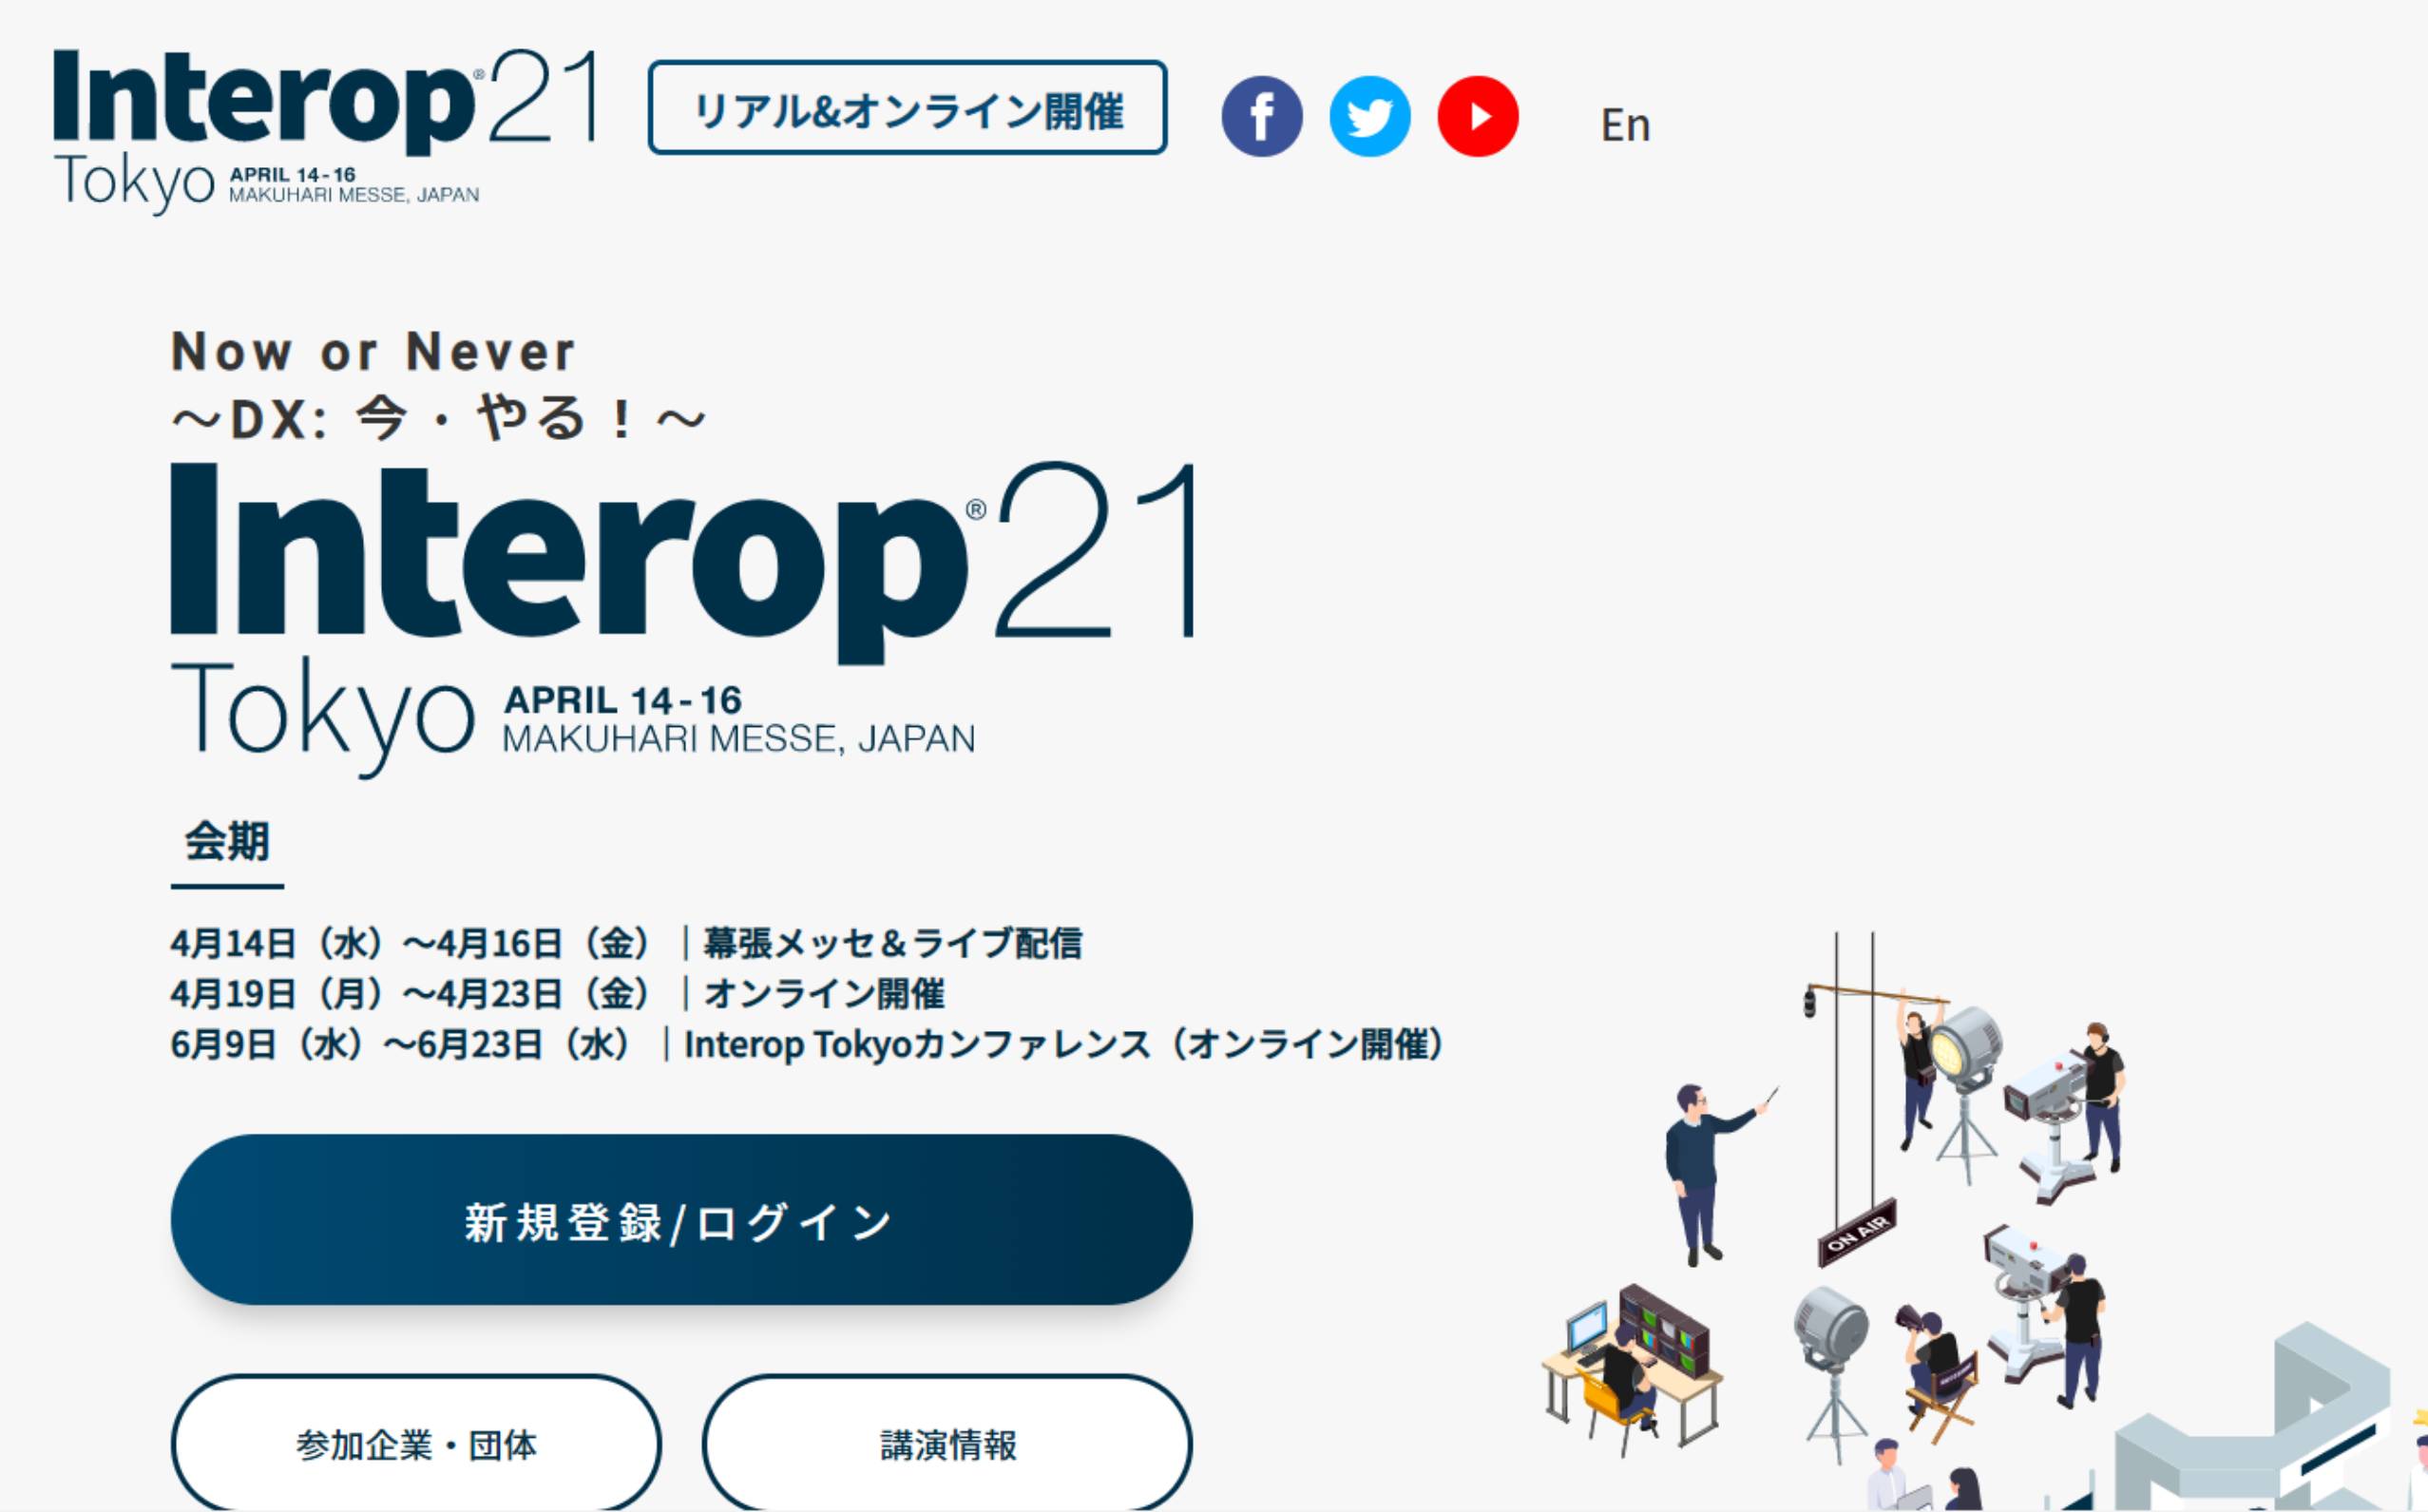 Interop®21
Tokyo APRIL 14-16
MAKUHARI MESSE, JAPAN
リアル&オンライン開催
En
Now or Never
〜DX: 今・やる！〜
Interop®21
Tokyo APRIL 14-16
MAKUHARI MESSE, JAPAN
会期
4月14日（水）〜4月16日（金）｜幕張メッセ＆ライブ配信
4月19日（月）〜4月23日（金）｜オンライン開催
6月9日（水）〜6月23日（水）｜Interop Tokyoカンファレンス（オンライン開催）
新規登録/ログイン
参加企業・団体
講演情報
ON AIR